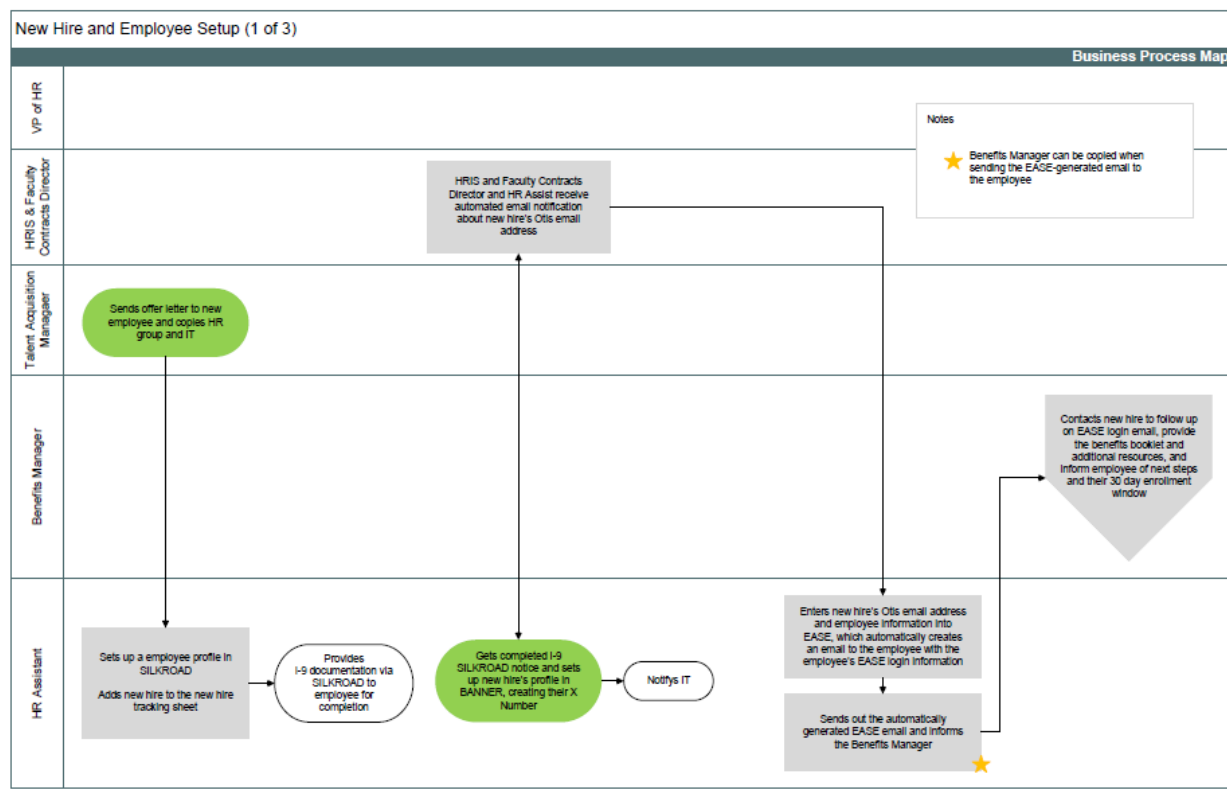 New Hire and Employee Setup (1 of 3)
Business Process Map
VP of HR
Notes
Benefits Manager can be copied when
sending the EASE-generated email to
the employee
HRIS & Faculty
Contracts Director
HRIS and Faculty Contracts
Director and HR Assist receive
automated email notification
about new hire's Otis email
address
Talent Acquisition
Managaer
Sends offer letter to new
employee and copies HR
group and IT
Benefits Manager
Contacts new hire to follow up
on EASE login email, provide
the benefits booklet and
additional resources, and
inform employee of next steps
and their 30 day enrollment
window
HR Assistant
Sets up a employee profile in
SILKROAD
Adds new hire to the new hire
tracking sheet
Provides
I-9 documentation via
SILKROAD to
employee for
completion
Gets completed I-9
SILKROAD notice and sets
up new hire's profile in
BANNER, creating their X
Number
Notifys IT
Enters new hire's Otis email address
and employee information into
EASE, which automatically creates
an email to the employee with the
employee's EASE login information
Sends out the automatically
generated EASE email and informs
the Benefits Manager